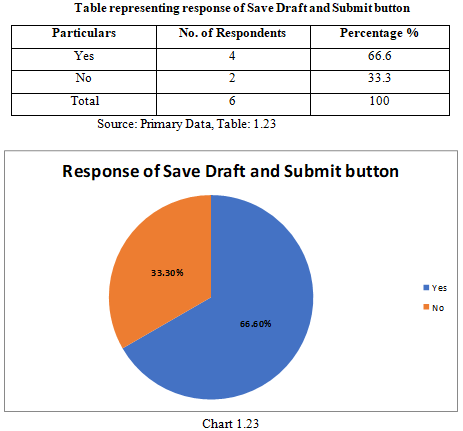 Table representing response of Save Draft and Submit button
Particulars No. of Respondents Percentage %
Yes 4 66.6
No 2 33.3
Total 6 100
Source: Primary Data, Table: 1.23
Response of Save Draft and Submit button
33.30%
66.60%
Yes
No
Chart 1.23